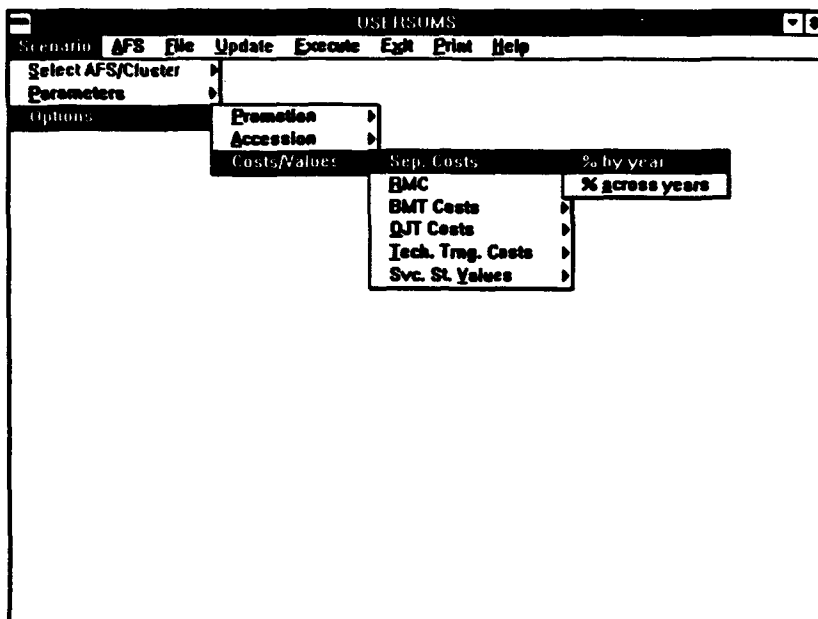 USERSUMS
Scenario AFS File Update Execute Exit Print Help
Select AFS/Cluster
Parameters
Options
Promotion
Accession
Costs/Values
Sep. Costs
RMC
BMT Costs
OJT Costs
Tech. Trng. Costs
Svc. St. Values
% by year
% across years